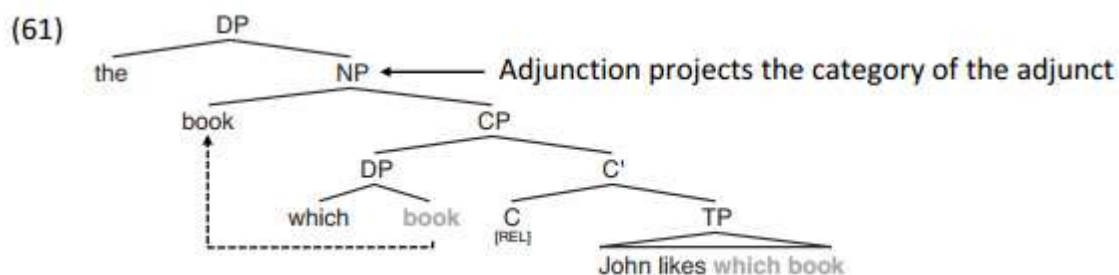 (61) DP
the NP Adjunction projects the category of the adjunct
book CP
DP C'
which book C TP
[REL]
John likes which book